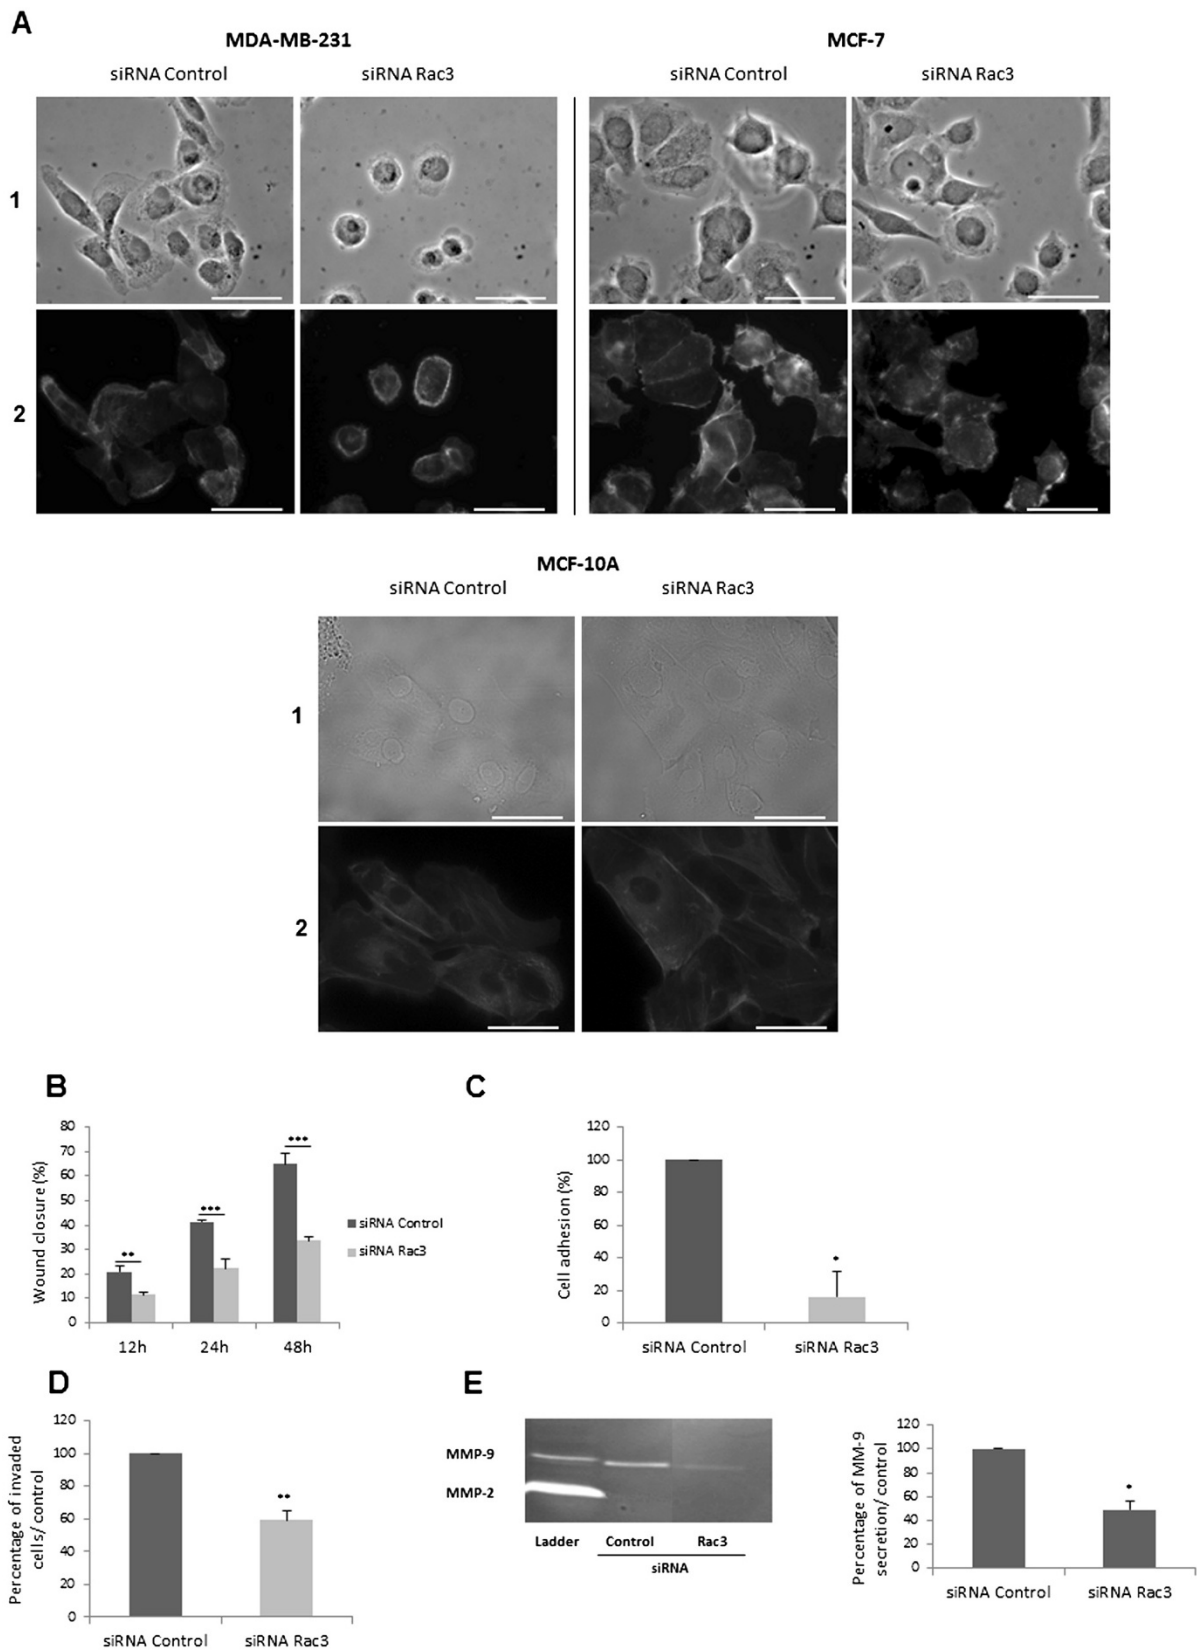 A
MDA-MB-231
MCF-7
siRNA Control
siRNA Rac3
siRNA Control
siRNA Rac3
1
2
MCF-10A
siRNA Control
siRNA Rac3
1
2
B
80
70
60
50
40
30
20
10
0
Wound closure (%)
**
***
***
12h
24h
48h
siRNA Control
siRNA Rac3
C
120
100
80
60
40
20
0
Cell adhesion (%)
*
siRNA Control
siRNA Rac3
D
120
100
80
60
40
20
0
Percentage of invaded
cells/ control
**
siRNA Control
siRNA Rac3
E
MMP-9
MMP-2
Ladder
Control
Rac3
siRNA
120
100
80
60
40
20
0
Percentage of MM-9
secretion/ control
*
siRNA Control
siRNA Rac3